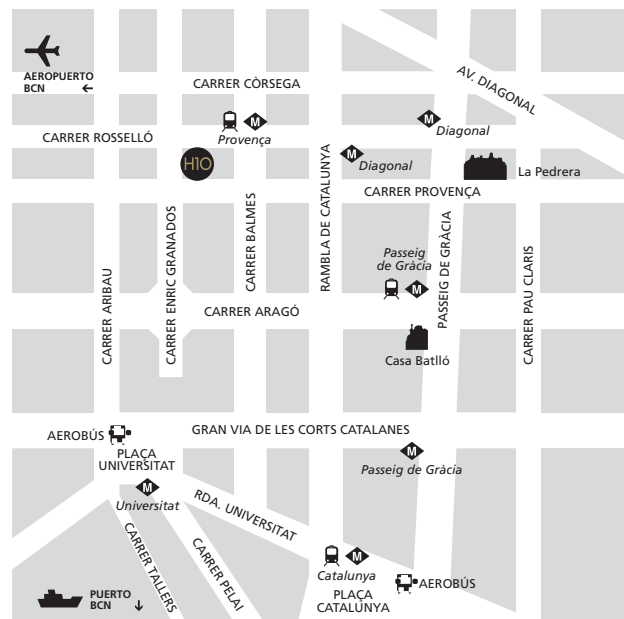 AEROPUERTO
BCN ←
CARRER CÒRSEGA
AV. DIAGONAL
CARRER ROSSELLÓ
M
Provença
M
Diagonal
H10
M
Diagonal
La Pedrera
CARRER PROVENÇA
CARRER ARIBAU
CARRER ENRIC GRANADOS
CARRER BALMES
RAMBLA DE CATALUNYA
PASSEIG DE GRÀCIA
CARRER PAU CLARIS
Passeig
de Gràcia
M
CARRER ARAGÓ
Casa Batlló
AEROBÚS
GRAN VIA DE LES CORTS CATALANES
PLAÇA
UNIVERSITAT
M
Universitat
M
Passeig de Gràcia
RDA. UNIVERSITAT
CARRER TALLERS
CARRER PELAI
M
Catalunya
PLAÇA
CATALUNYA
AEROBÚS
PUERTO
BCN ↓